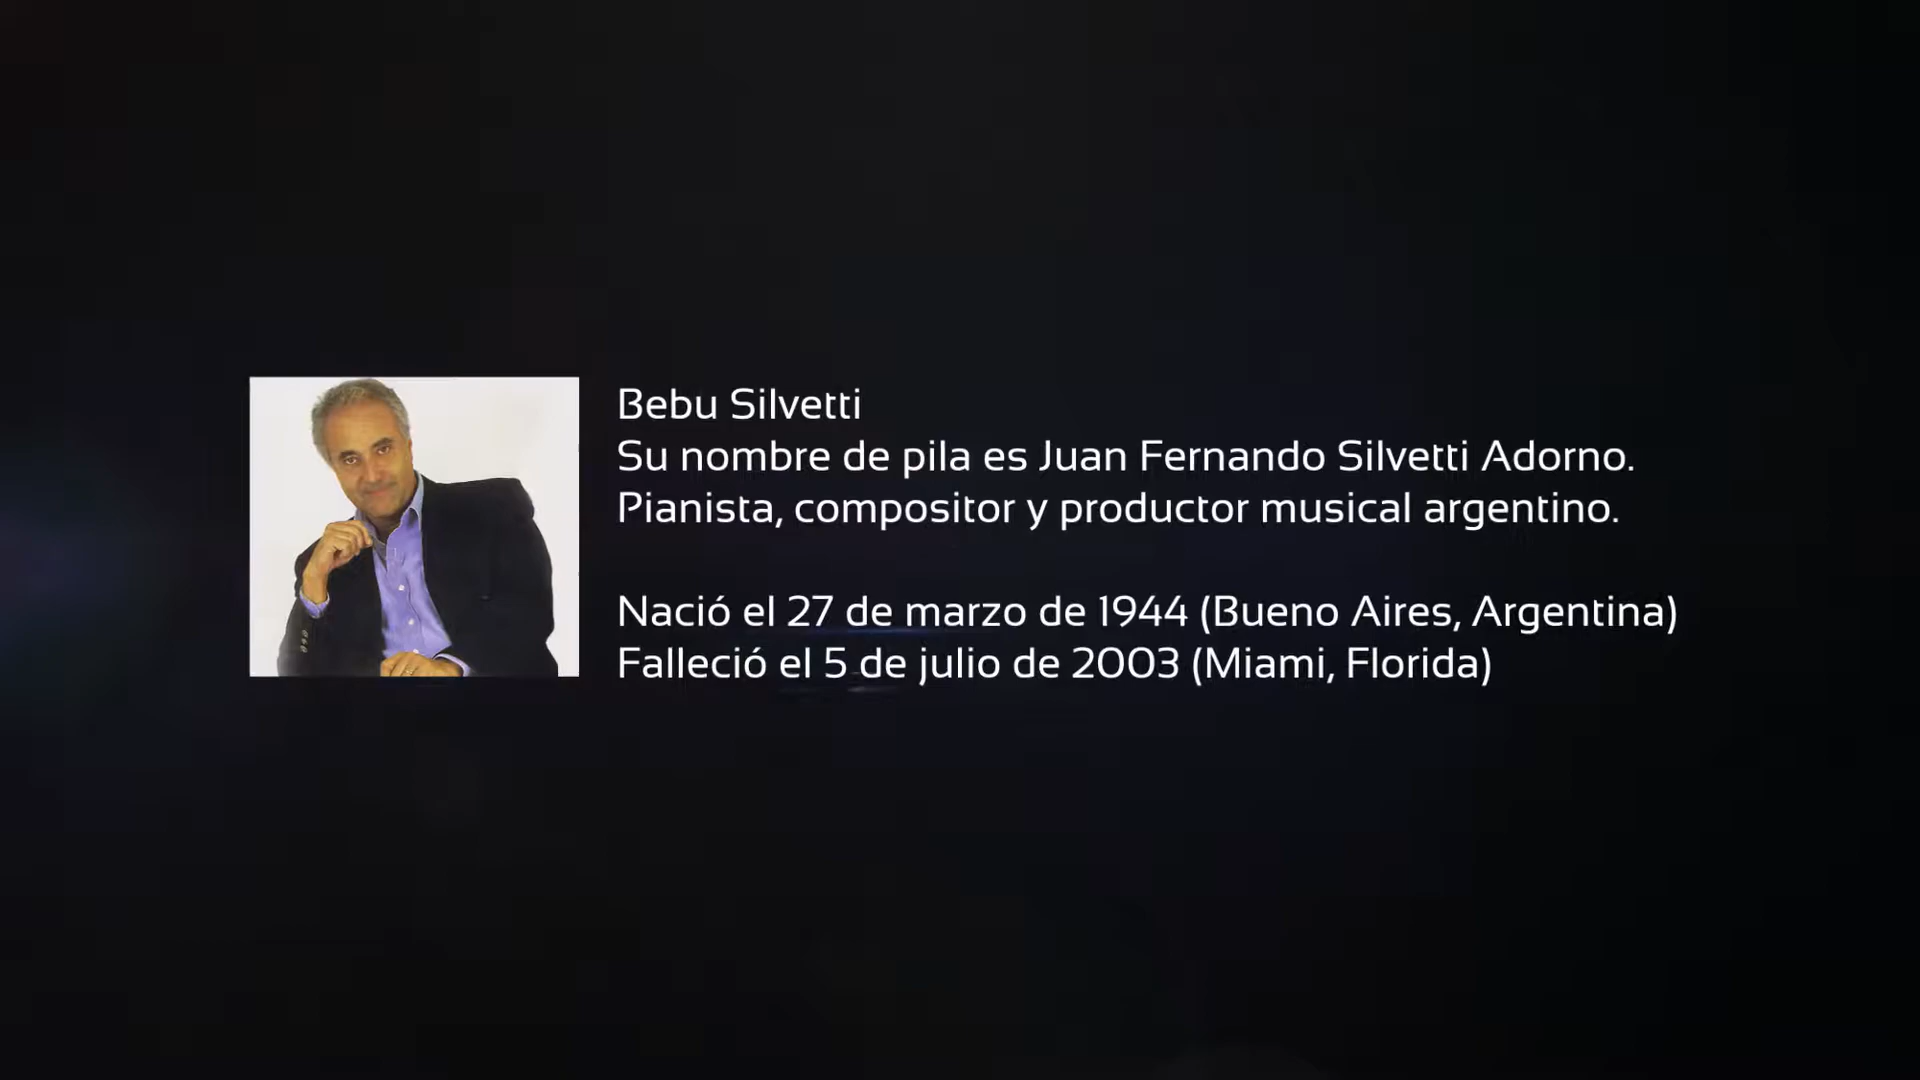 Bebu Silvetti
Su nombre de pila es Juan Fernando Silvetti Adorno.
Pianista, compositor y productor musical argentino.
Nació el 27 de marzo de 1944 (Bueno Aires, Argentina)
Falleció el 5 de julio de 2003 (Miami, Florida)